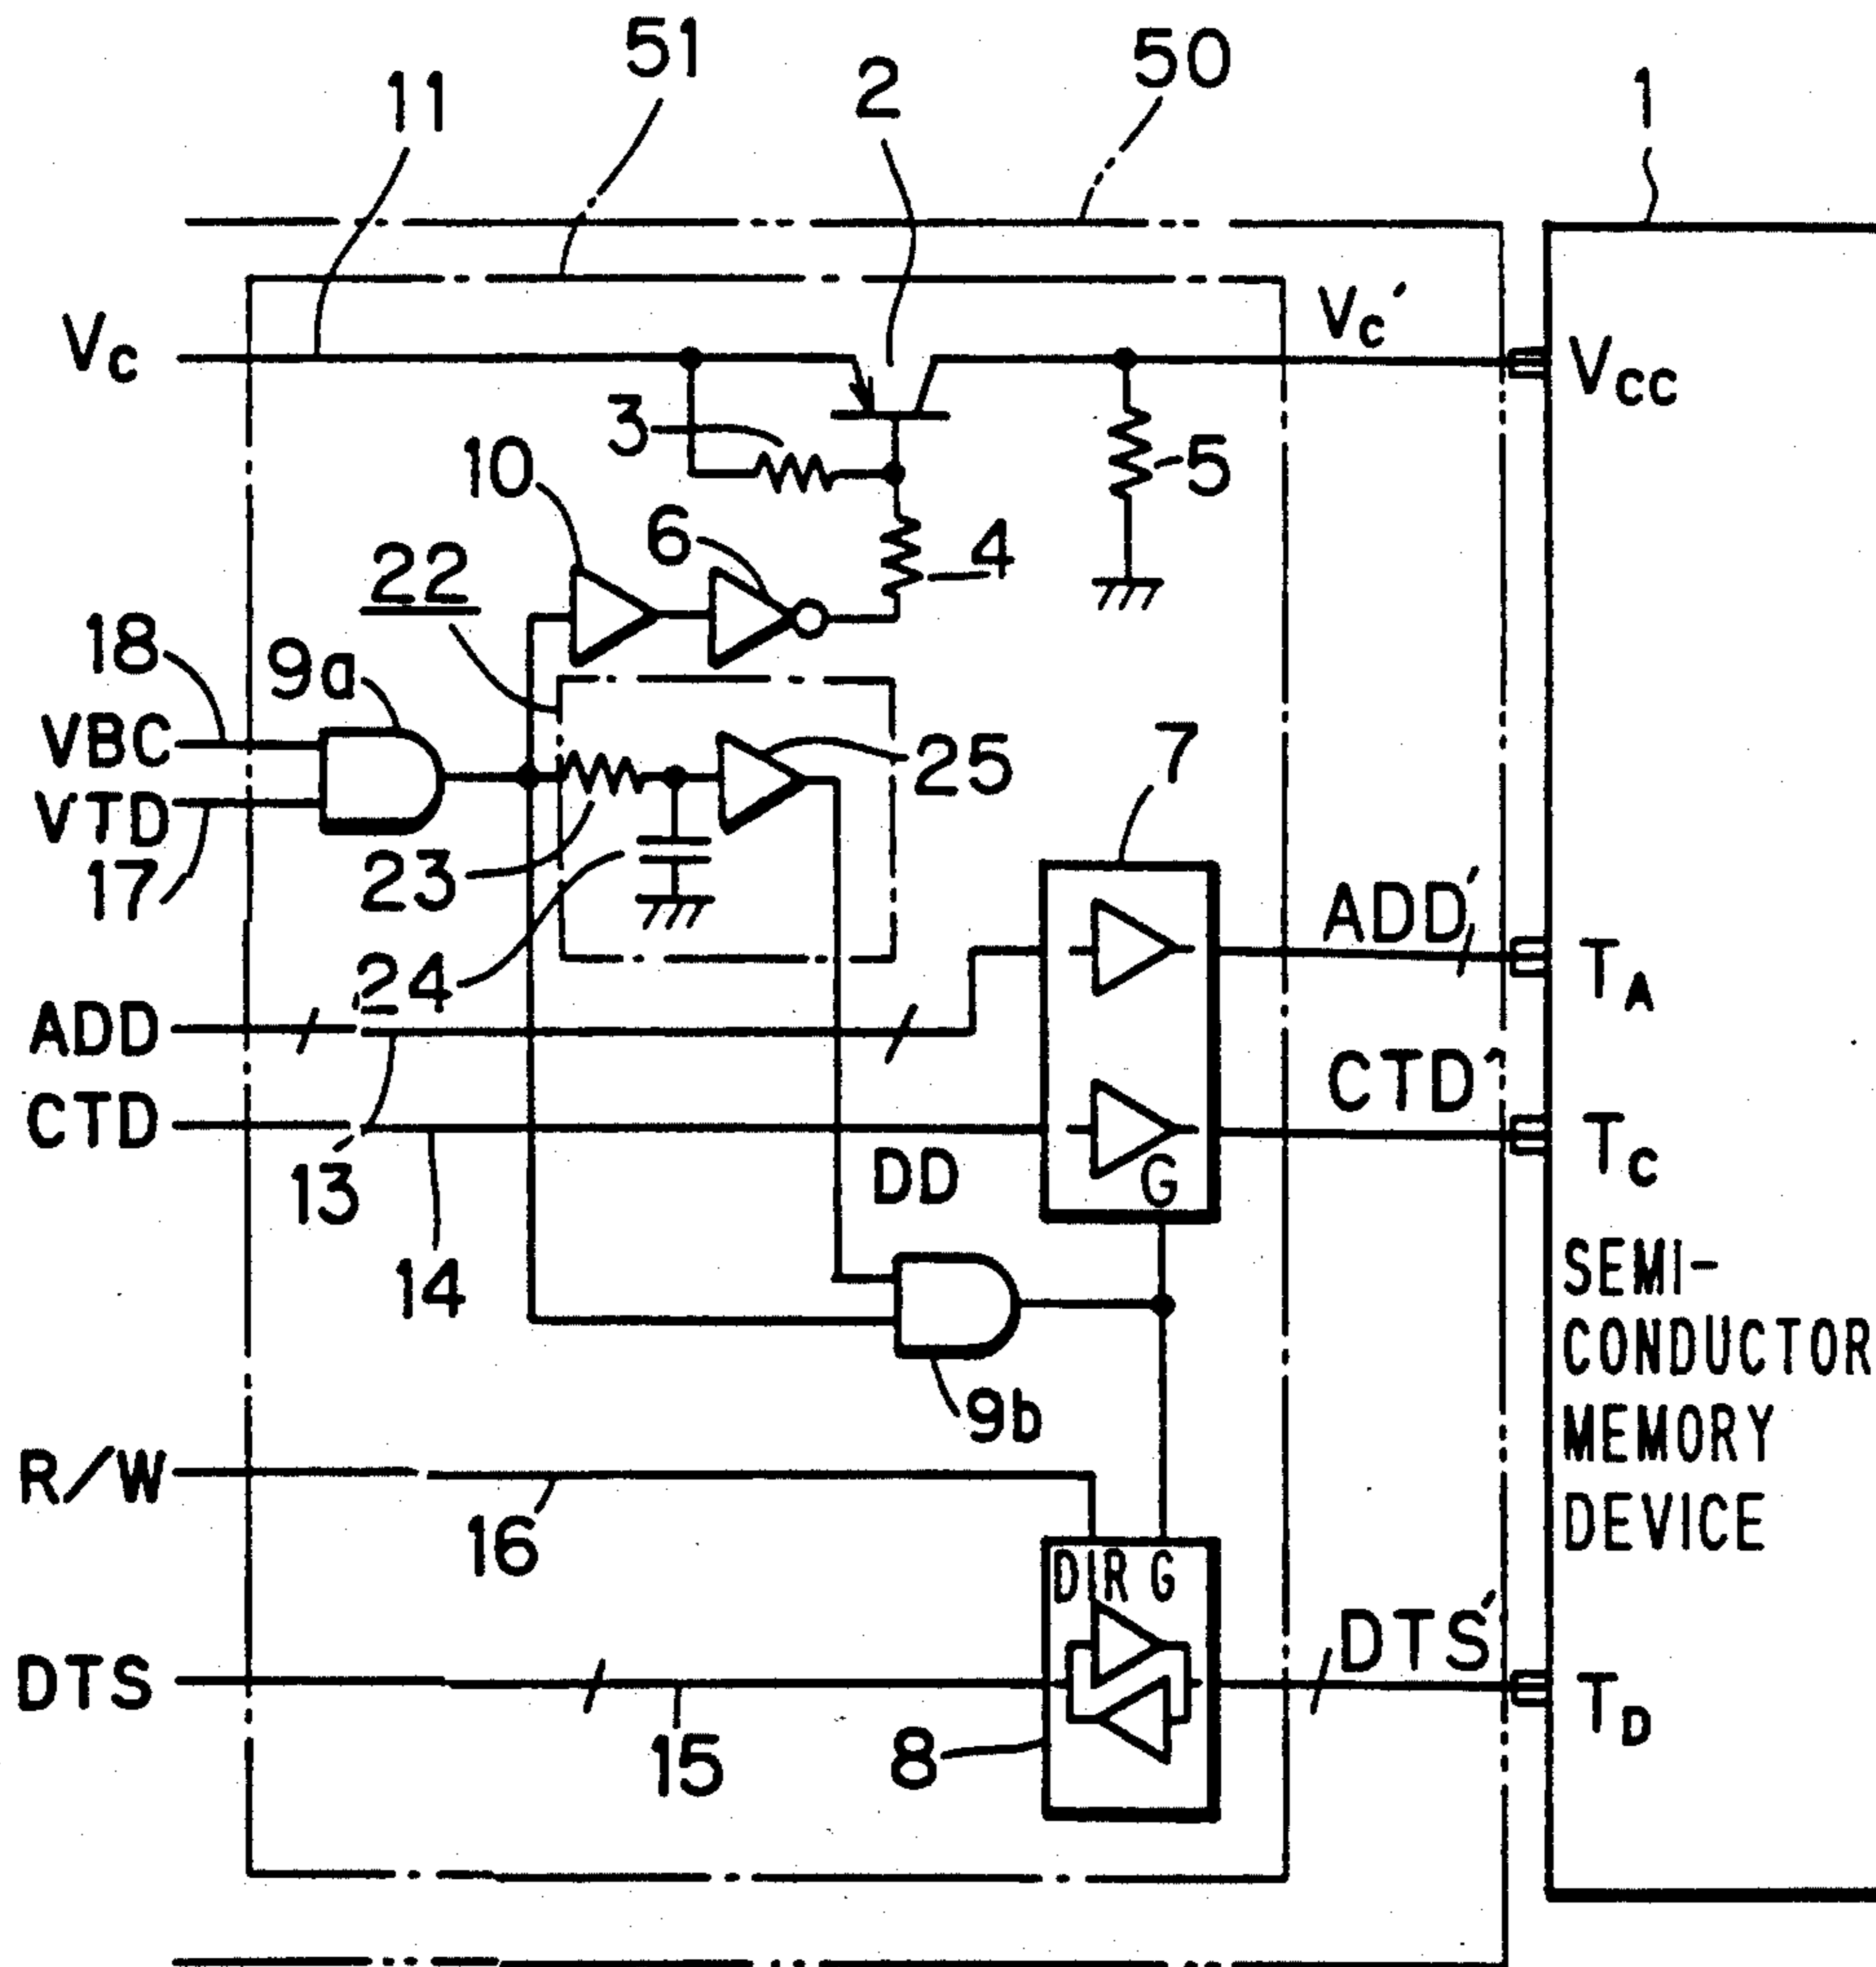 51
50
11
2
1
Vc
Vc'
VCC
3
10
6
5
4
22
18
9a
VBC
VTD
17
25
7
23
24
ADD
ADD'
TA
CTD
CTD'
TC
13
14
DD
G
SEMI-
CONDUCTOR
MEMORY
DEVICE
9b
R/W
16
DIR G
DTS
DTS'
TD
15
8